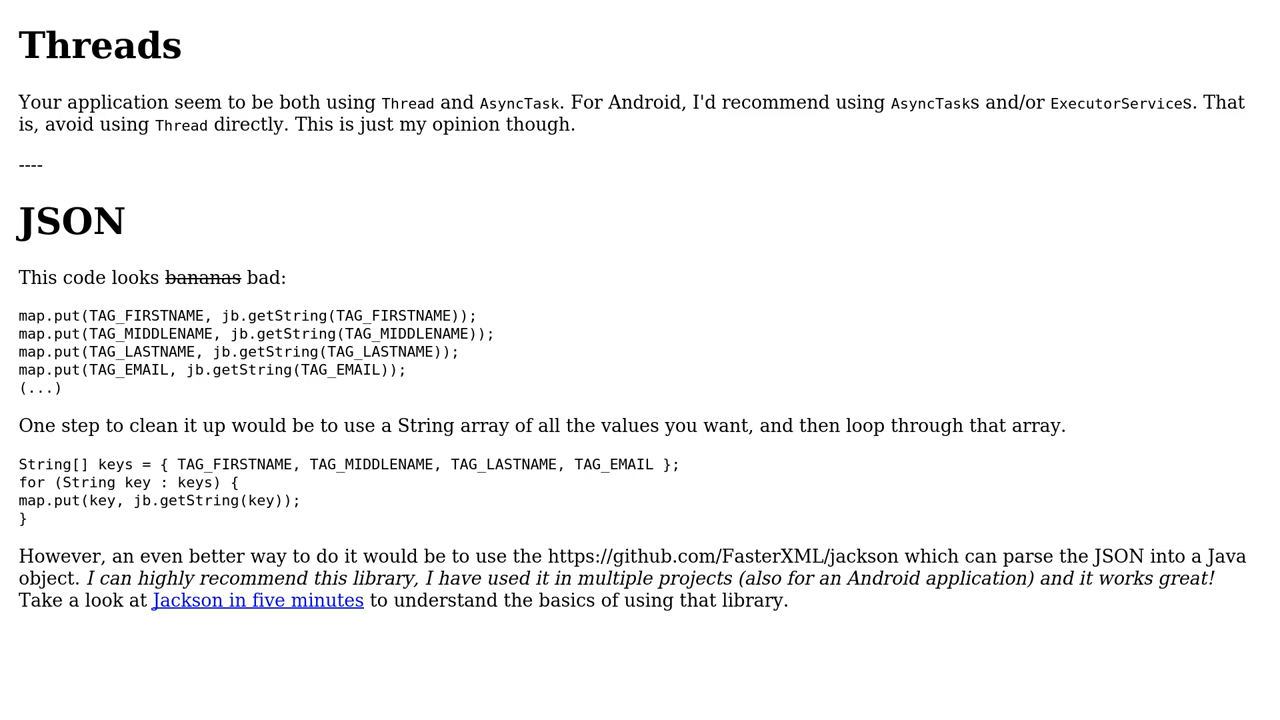 Threads
Your application seem to be both using Thread and AsyncTask. For Android, I'd recommend using AsyncTasks and/or ExecutorServices. That
is, avoid using Thread directly. This is just my opinion though.
----
JSON
This code looks bananas bad:
map.put(TAG_FIRSTNAME, jb.getString(TAG_FIRSTNAME));
map.put(TAG_MIDDLENAME, jb.getString(TAG_MIDDLENAME));
map.put(TAG_LASTNAME, jb.getString(TAG_LASTNAME));
map.put(TAG_EMAIL, jb.getString(TAG_EMAIL));
(...)
One step to clean it up would be to use a String array of all the values you want, and then loop through that array.
String[] keys = { TAG_FIRSTNAME, TAG_MIDDLENAME, TAG_LASTNAME, TAG_EMAIL };
for (String key : keys) {
map.put(key, jb.getString(key));
}
However, an even better way to do it would be to use the https://github.com/FasterXML/jackson which can parse the JSON into a Java
object. I can highly recommend this library, I have used it in multiple projects (also for an Android application) and it works great!
Take a look at Jackson in five minutes to understand the basics of using that library.